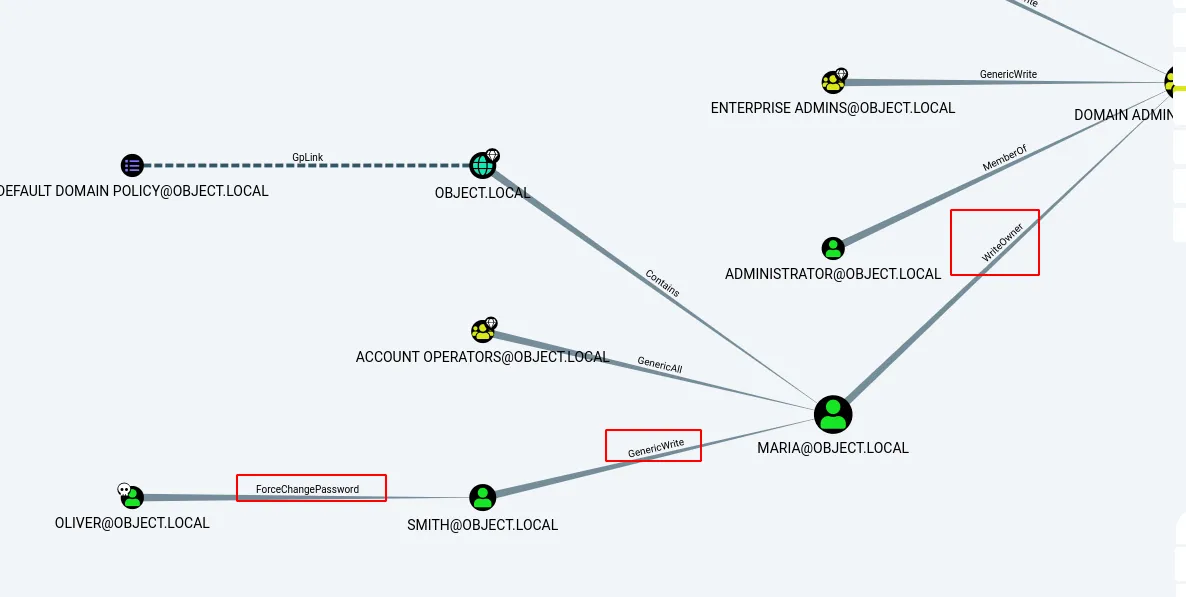 GenericWrite
ENTERPRISE ADMINS@OBJECT.LOCAL
DOMAIN ADMIN
GpLink
DEFAULT DOMAIN POLICY@OBJECT.LOCAL
OBJECT.LOCAL
MemberOf
WriteOwner
ADMINISTRATOR@OBJECT.LOCAL
Contains
ACCOUNT OPERATORS@OBJECT.LOCAL
GenericAll
GenericWrite
MARIA@OBJECT.LOCAL
ForceChangePassword
OLIVER@OBJECT.LOCAL
SMITH@OBJECT.LOCAL